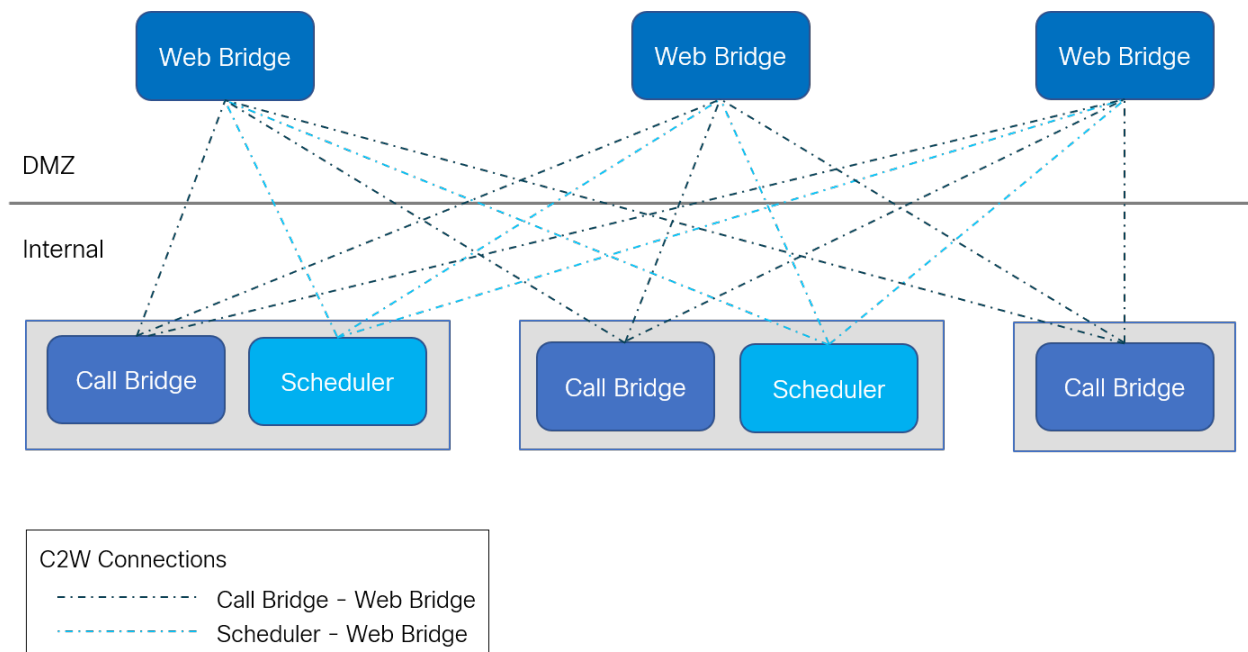 Web Bridge
Web Bridge
Web Bridge
DMZ
Internal
Call Bridge
Scheduler
Call Bridge
Scheduler
Call Bridge
C2W Connections
Call Bridge - Web Bridge
Scheduler - Web Bridge